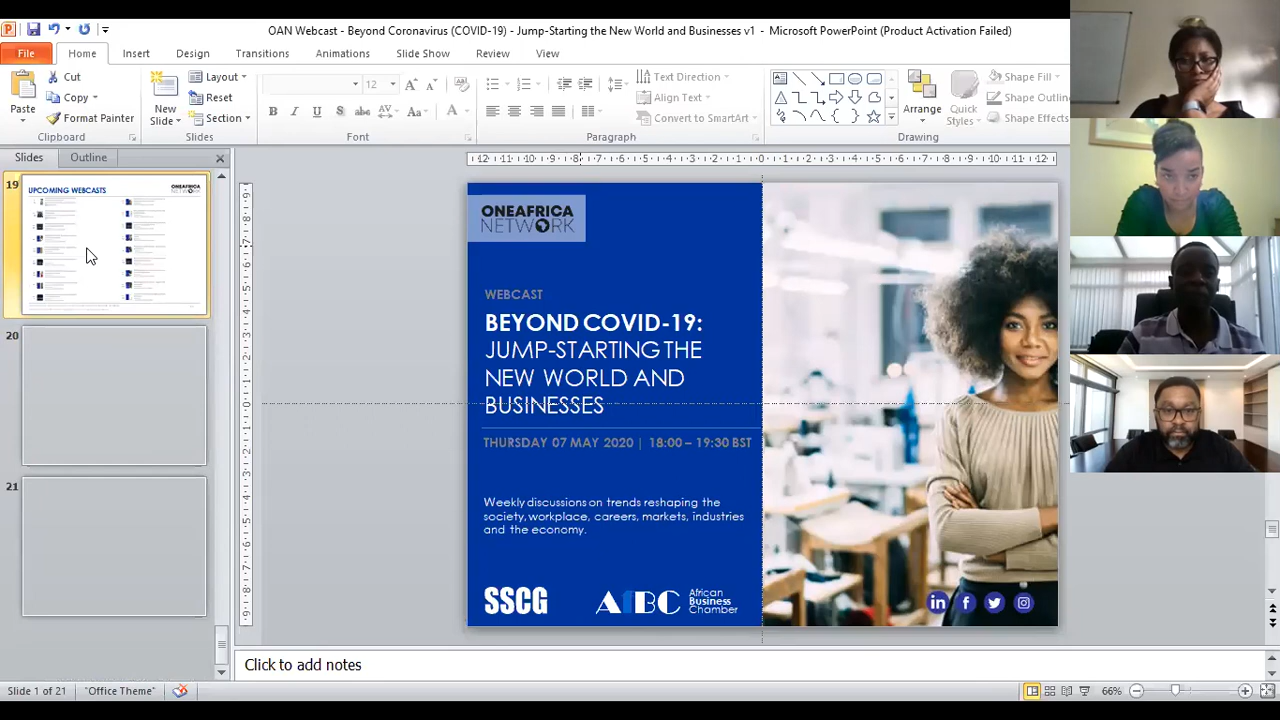 OAN Webcast - Beyond Coronavirus (COVID-19) - Jump-Starting the New World and Businesses v1 - Microsoft PowerPoint (Product Activation Failed)
File Home Insert Design Transitions Animations Slide Show Review View
Paste
Cut
Copy
Format Painter
Clipboard
New Slide
Layout
Reset
Section
Slides
12
Font
Text Direction
Align Text
Convert to SmartArt
Paragraph
Arrange
Quick Styles
Shape Fill
Shape Outlin
Shape Effects
Drawing
Slides Outline
19
UPCOMING WEBCASTS
ONEAFRICA
NETWORK
20
21
ONEAFRICA
NETWORK
WEBCAST
BEYOND COVID-19:
JUMP-STARTING THE
NEW WORLD AND
BUSINESSES
THURSDAY 07 MAY 2020 | 18:00 – 19:30 BST
Weekly discussions on trends reshaping the
society, workplace, careers, markets, industries
and the economy.
SSCG
AfBC
African
Business
Chamber
Click to add notes
Slide 1 of 21 "Office Theme" 66%